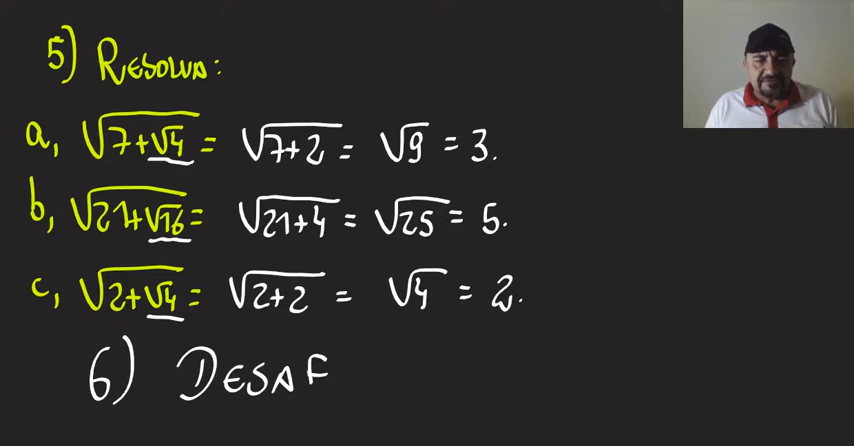 5) RESOLVA:
a, √(7+√4) = √(7+2) = √9 = 3.
b, √(21+√16) = √(21+4) = √25 = 5.
c, √(2+√4) = √(2+2) = √4 = 2.
6) DESAF